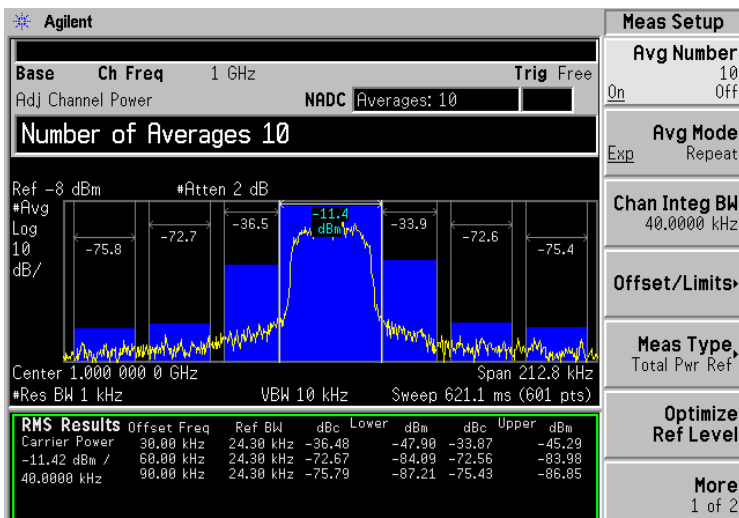 Agilent
Meas Setup
Base Ch Freq 1 GHz Trig Free
Adj Channel Power NADC Averages: 10
Number of Averages 10
Ref -8 dBm #Atten 2 dB
#Avg
Log
10
dB/
-75.8
-72.7
-36.5
-11.4
dBm
-33.9
-72.6
-75.4
Center 1.000 000 0 GHz Span 212.8 kHz
#Res BW 1 kHz VBW 10 kHz Sweep 621.1 ms (601 pts)
RMS Results Offset Freq Ref BW dBc Lower dBm dBc Upper dBm
Carrier Power 30.00 kHz 24.30 kHz -36.48 -47.90 -33.87 -45.29
-11.42 dBm / 60.00 kHz 24.30 kHz -72.67 -84.09 -72.56 -83.98
40.0000 kHz 90.00 kHz 24.30 kHz -75.79 -87.21 -75.43 -86.85
Avg Number
10
On Off
Avg Mode
Exp Repeat
Chan Integ BW
40.0000 kHz
Offset/Limits
Meas Type
Total Pwr Ref
Optimize
Ref Level
More
1 of 2